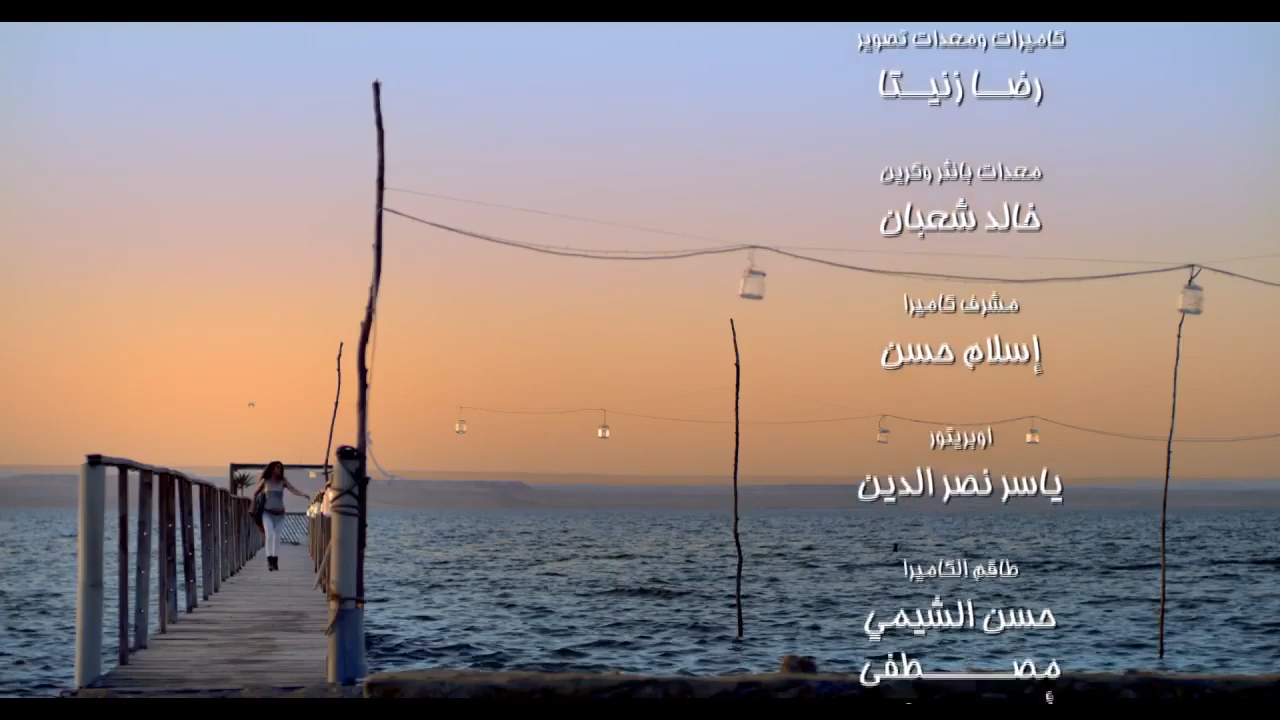 كاميرات ومعدات تصوير
رضا زنيتا
معدات بانثر وكرين
خالد شعبان
مشرف كاميرا
إسلام حسن
اوبريتور
ياسر نصر الدين
طاقم الكاميرا
حسن الشيمي
مصطفى